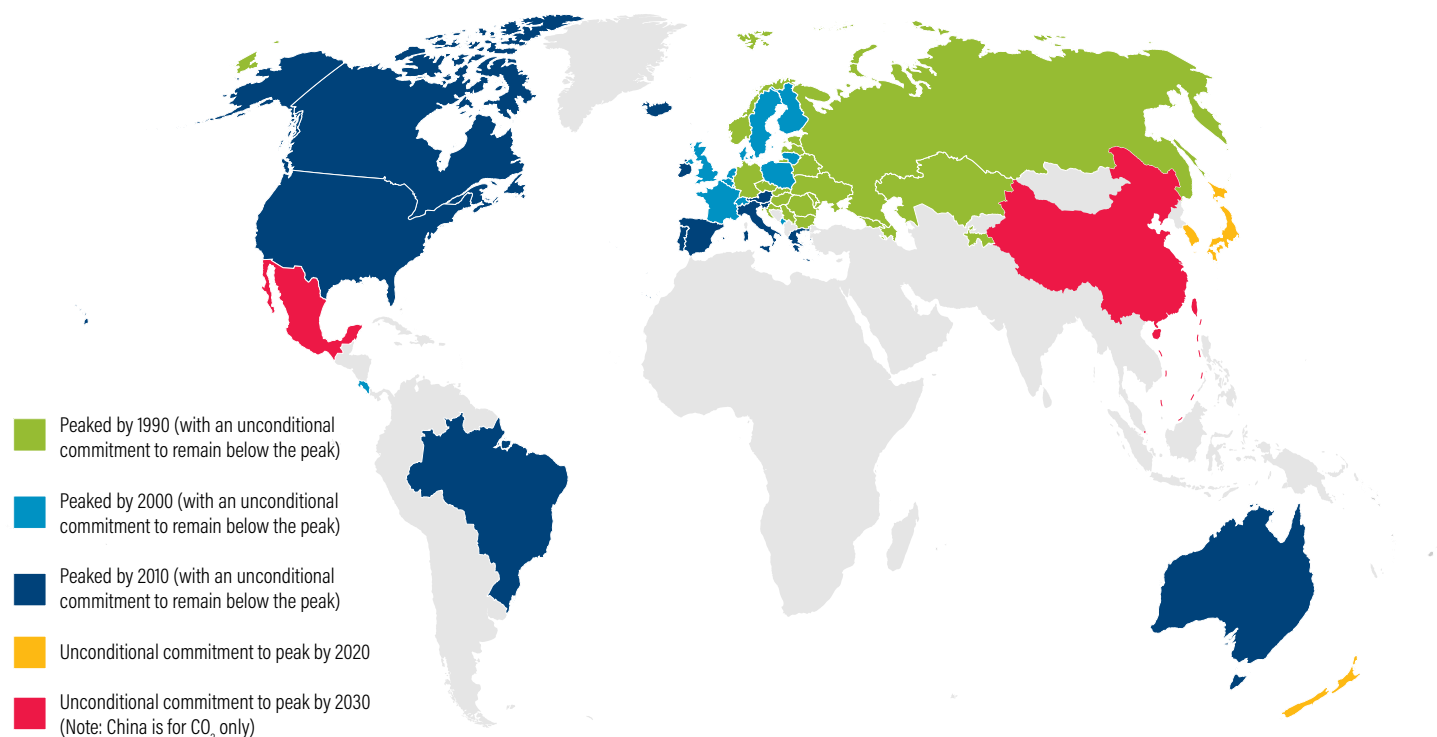 Peaked by 1990 (with an unconditional
commitment to remain below the peak)
Peaked by 2000 (with an unconditional
commitment to remain below the peak)
Peaked by 2010 (with an unconditional
commitment to remain below the peak)
Unconditional commitment to peak by 2020
Unconditional commitment to peak by 2030
(Note: China is for CO₂ only)